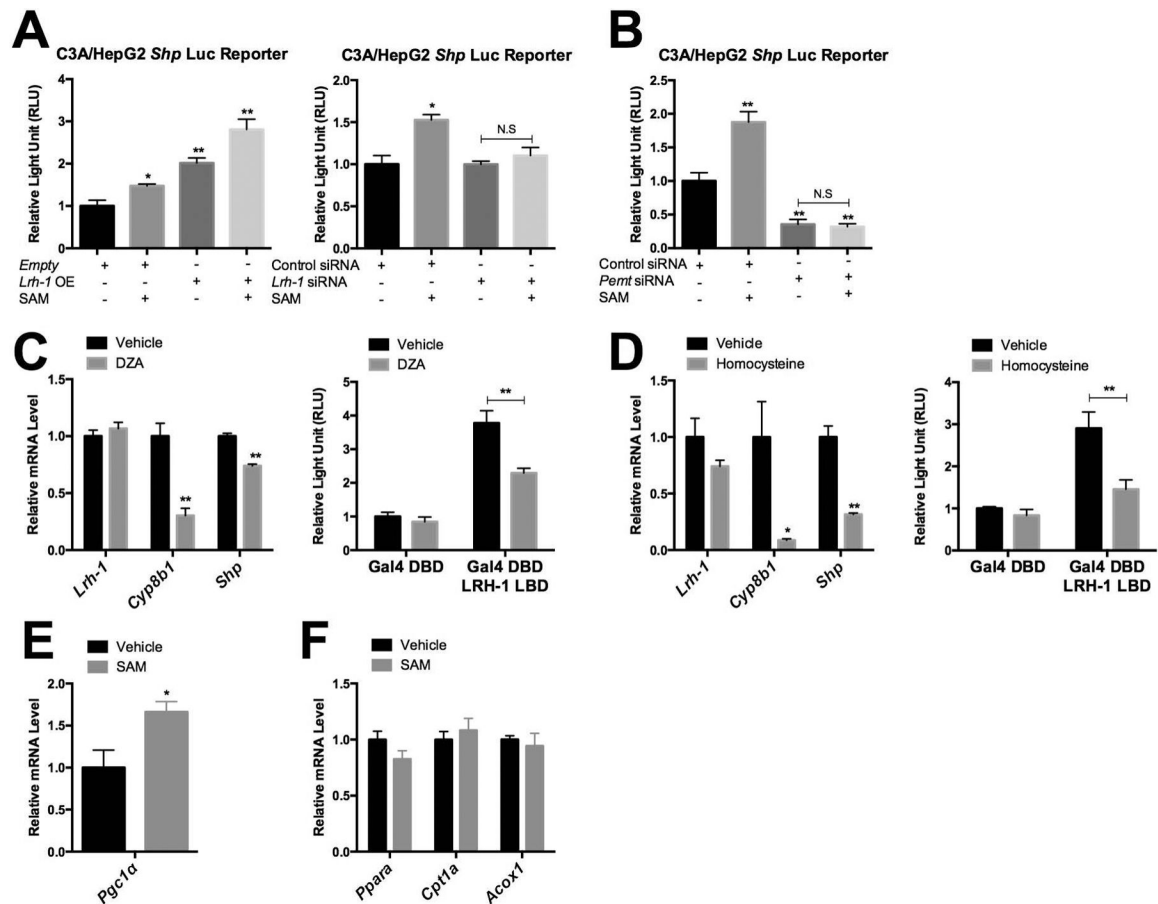 A
C3A/HepG2 Shp Luc Reporter
Relative Light Unit (RLU)
4
3
2
1
0
*
**
**
Empty + + - -
Lrh-1 OE - - + +
SAM - + - +
C3A/HepG2 Shp Luc Reporter
Relative Light Unit (RLU)
2.0
1.5
1.0
0.5
0.0
*
N.S
Control siRNA + + - -
Lrh-1 siRNA - - + +
SAM - + - +
B
C3A/HepG2 Shp Luc Reporter
Relative Light Unit (RLU)
2.5
2.0
1.5
1.0
0.5
0.0
**
N.S
**
**
Control siRNA + + - -
Pemt siRNA - - + +
SAM - + - +
C
Vehicle
DZA
Relative mRNA Level
1.5
1.0
0.5
0.0
**
**
Lrh-1
Cyp8b1
Shp
Vehicle
DZA
Relative Light Unit (RLU)
5
4
3
2
1
0
**
Gal4 DBD
Gal4 DBD
LRH-1 LBD
D
Vehicle
Homocysteine
Relative mRNA Level
1.5
1.0
0.5
0.0
*
**
Lrh-1
Cyp8b1
Shp
Vehicle
Homocysteine
Relative Light Unit (RLU)
4
3
2
1
0
**
Gal4 DBD
Gal4 DBD
LRH-1 LBD
E
Vehicle
SAM
Relative mRNA Level
2.0
1.5
1.0
0.5
0.0
*
Pgc1α
F
Vehicle
SAM
Relative mRNA Level
1.5
1.0
0.5
0.0
Ppara
Cpt1a
Acox1